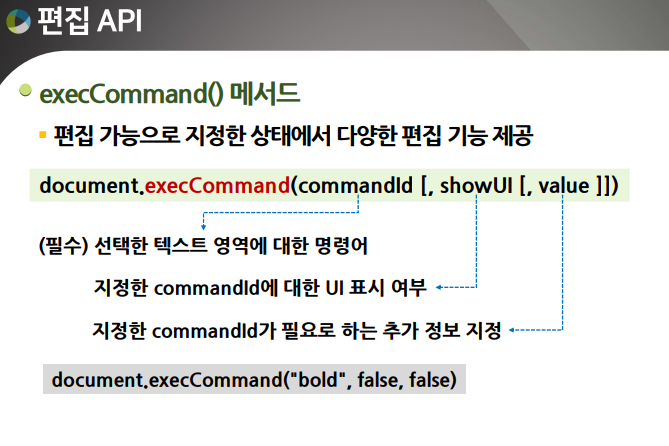 편집 API
execCommand() 메서드
편집 가능으로 지정한 상태에서 다양한 편집 기능 제공
document.execCommand(commandId [, showUI [, value ]])
(필수) 선택한 텍스트 영역에 대한 명령어
지정한 commandId에 대한 UI 표시 여부
지정한 commandId가 필요로 하는 추가 정보 지정
document.execCommand("bold", false, false)